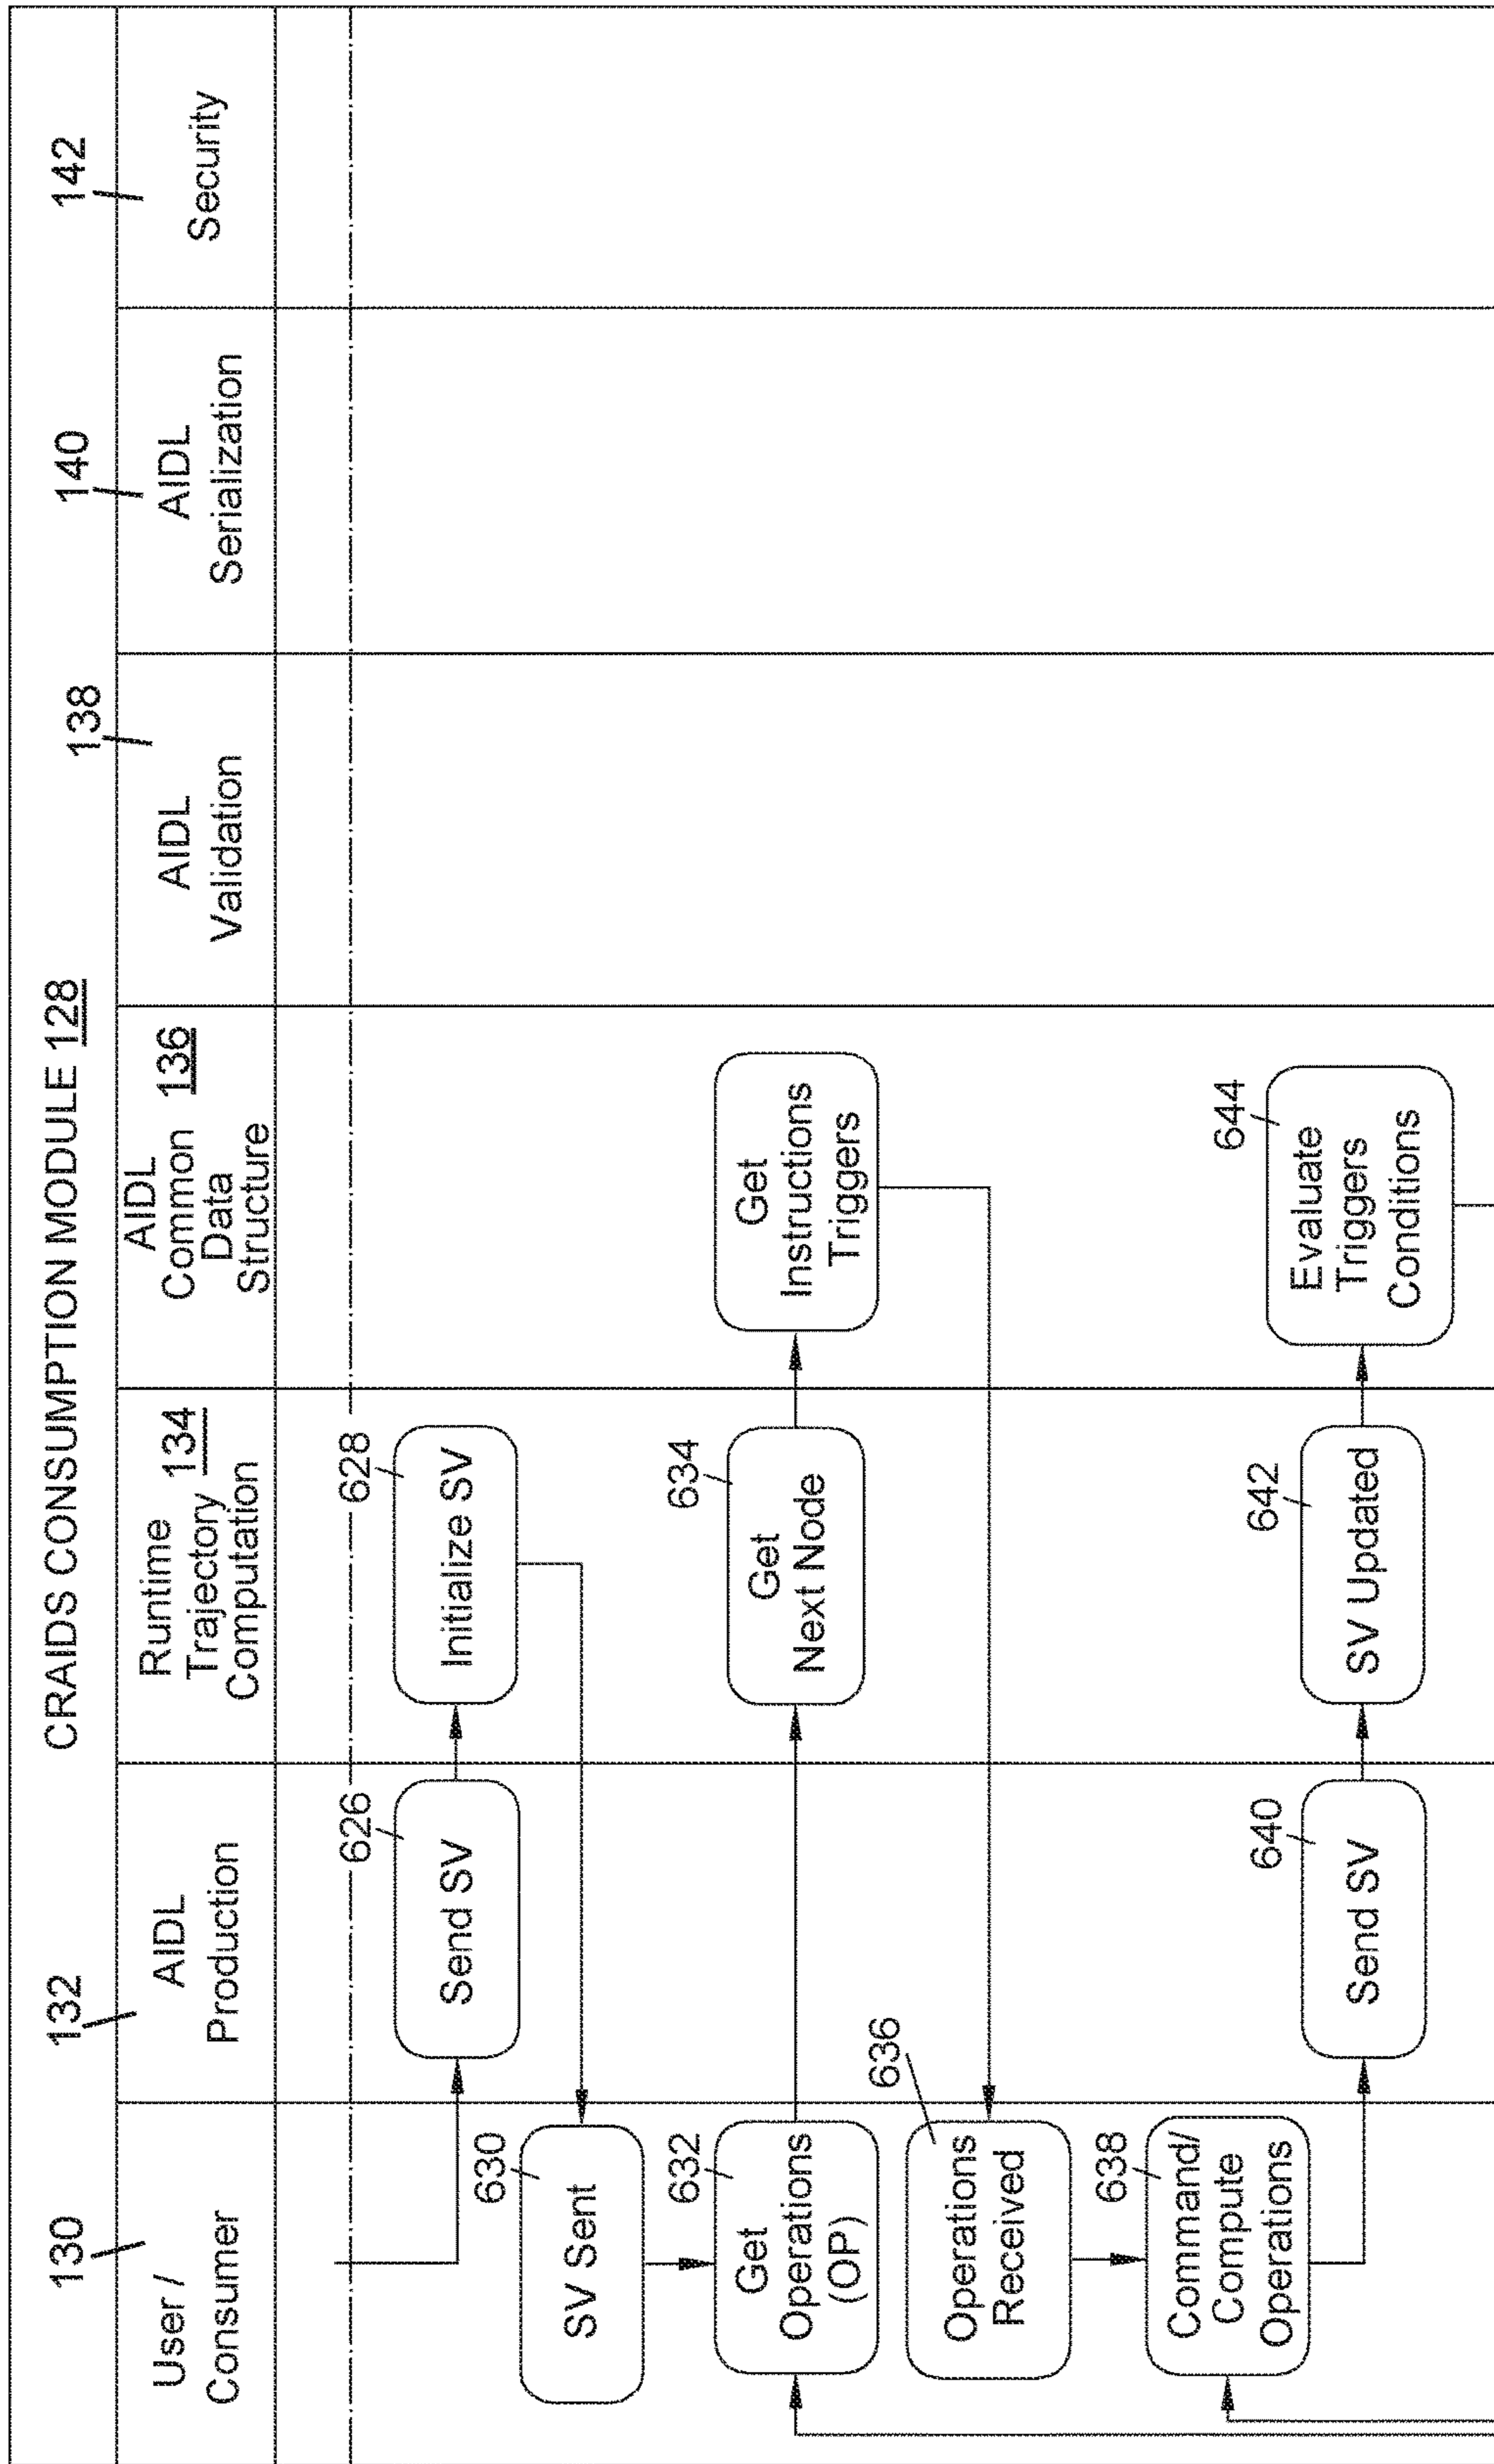 CRAIDS CONSUMPTION MODULE 128
130
132
138
140
142
User /
Consumer
AIDL
Production
Runtime
Trajectory 134
Computation
AIDL
Common 136
Data
Structure
AIDL
Validation
AIDL
Serialization
Security
626
Send SV
628
Initialize SV
630
SV Sent
632
Get
Operations
(OP)
634
Get
Next Node
Get
Instructions
Triggers
636
Operations
Received
638
Command/
Compute
Operations
640
Send SV
642
SV Updated
644
Evaluate
Triggers
Conditions